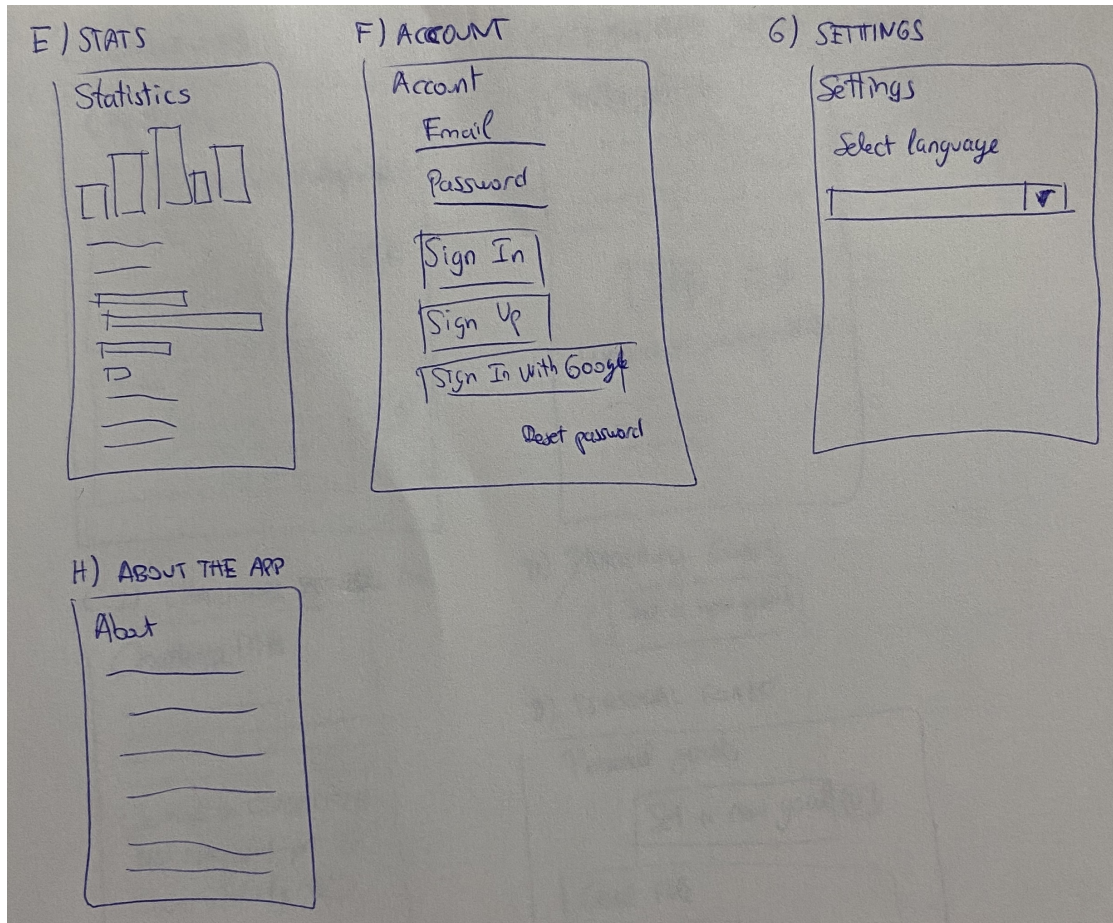 E) STATS
Statistics
F) ACCOUNT
Account
Email
Password
Sign In
Sign Up
Sign In with Google
Reset password
G) SETTINGS
Settings
Select language
H) ABOUT THE APP
About